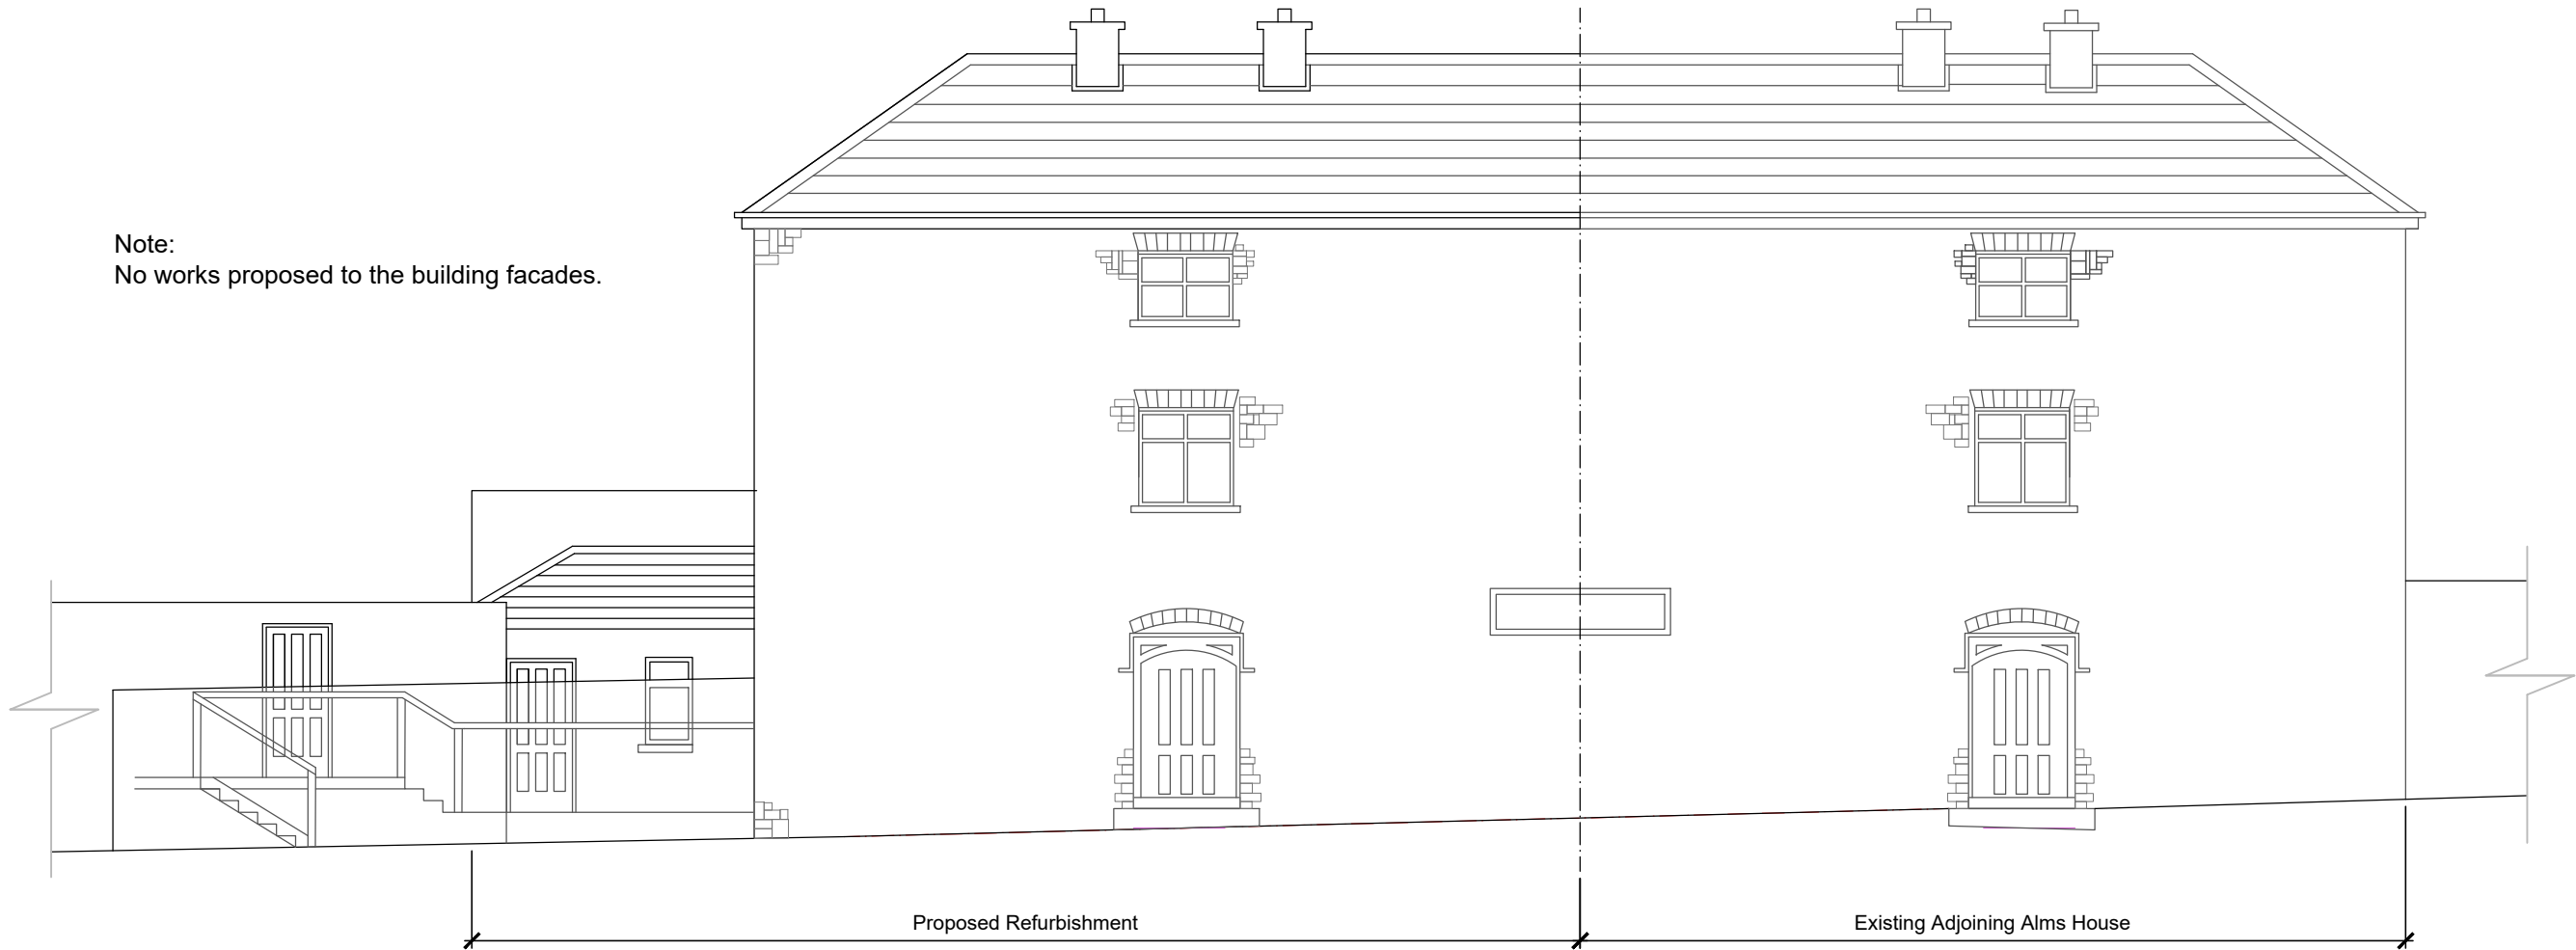 Note:
No works proposed to the building facades.
Proposed Refurbishment
Existing Adjoining Alms House